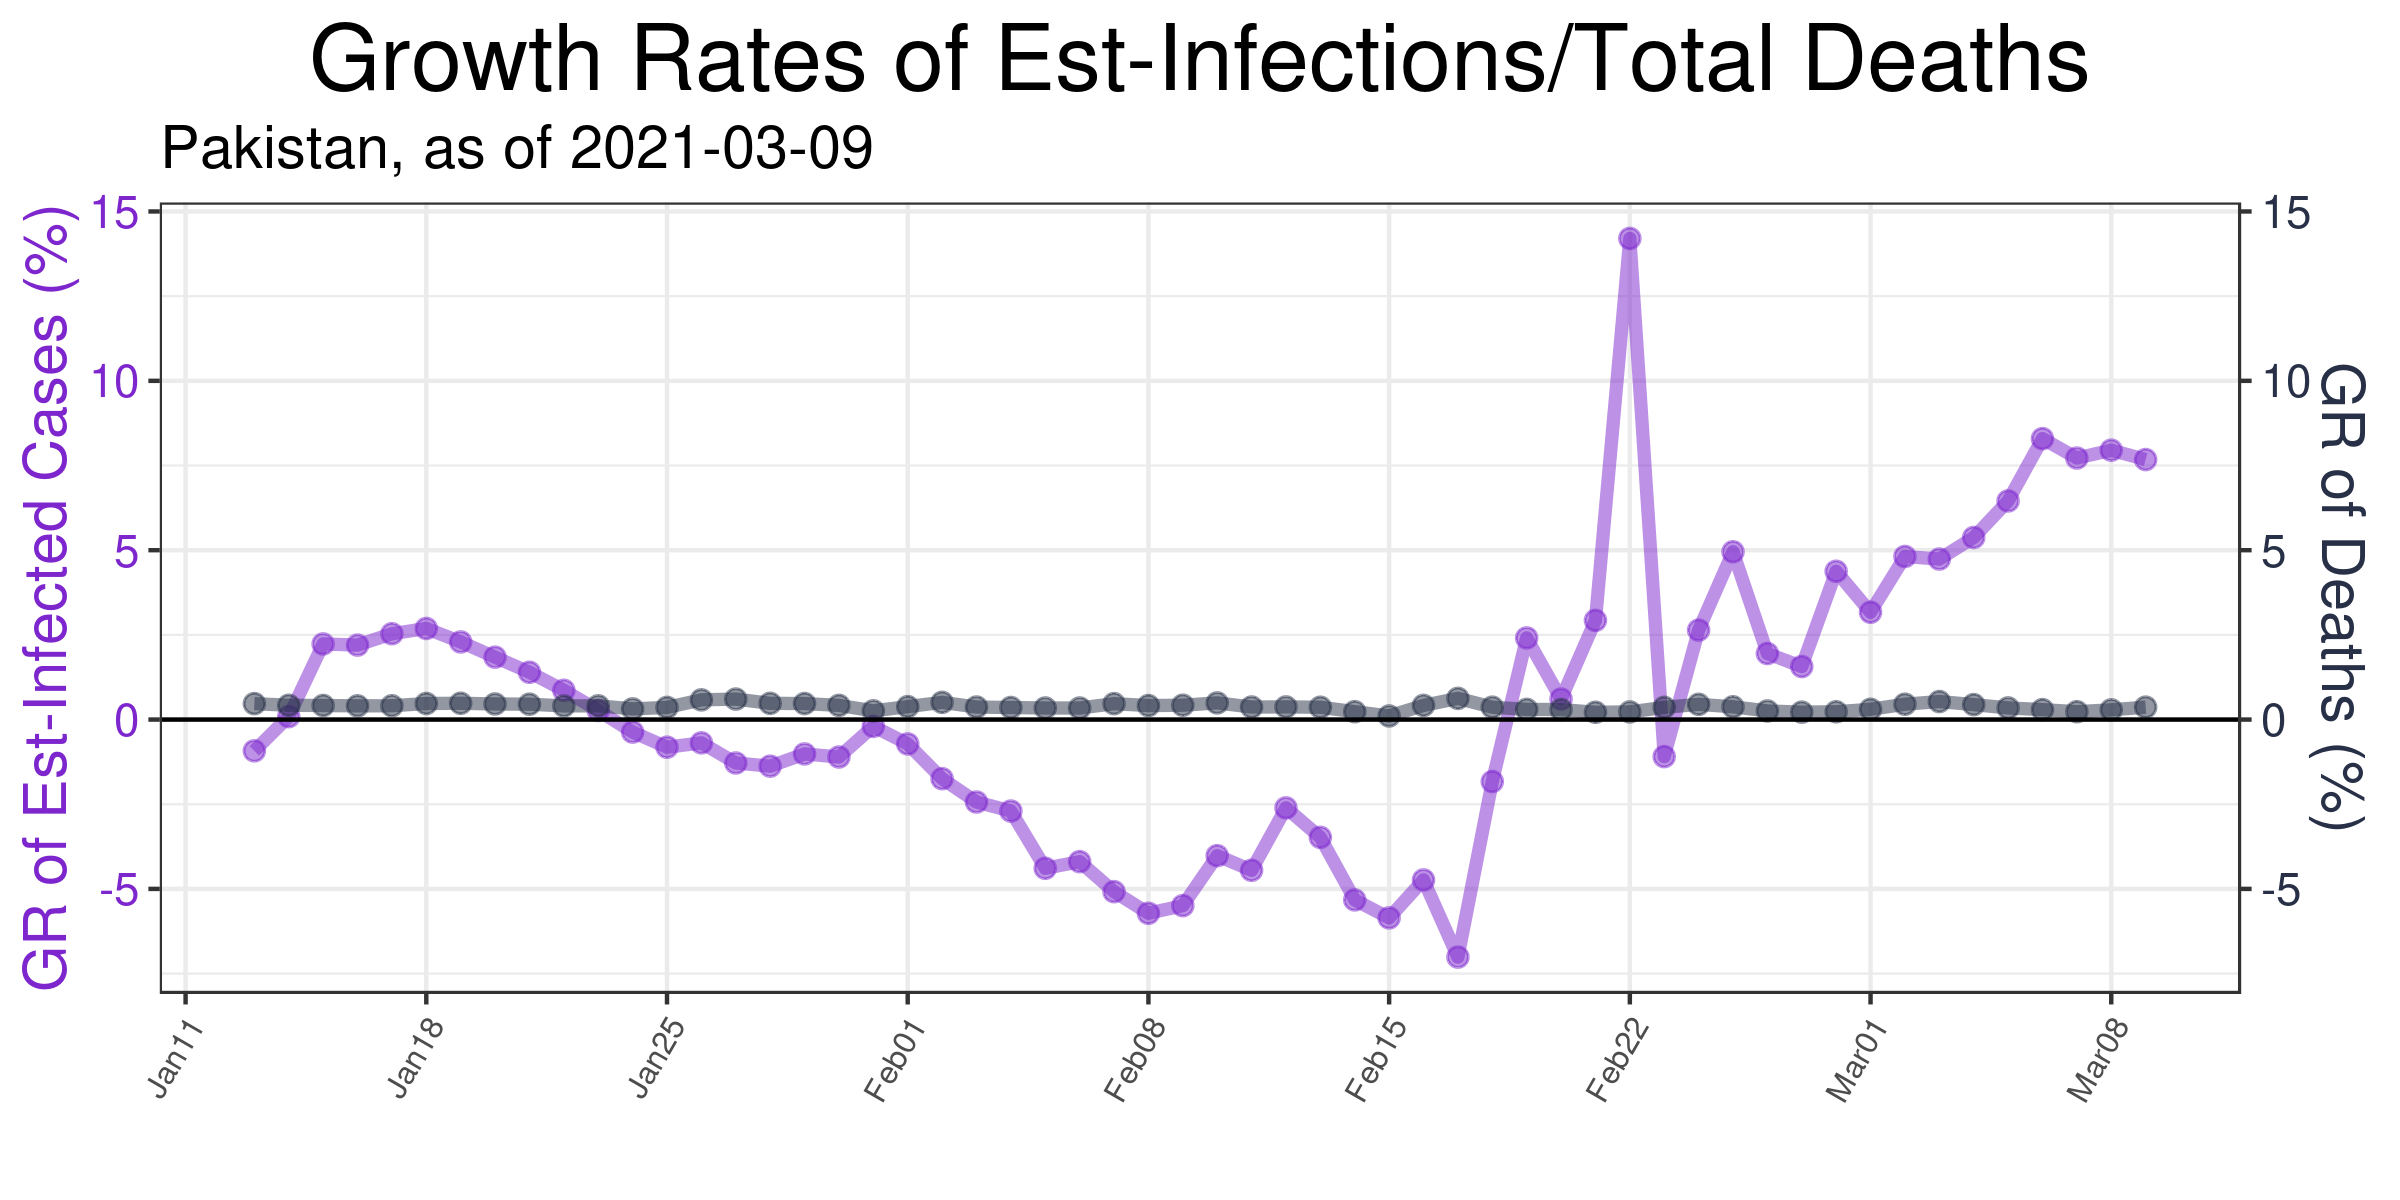 Growth Rates of Est-Infections/Total Deaths
Pakistan, as of 2021-03-09
GR of Est-Infected Cases (%)
15
10
5
0
-5
15
10
5
0
-5
GR of Deaths (%)
Jan11
Jan18
Jan25
Feb01
Feb08
Feb15
Feb22
Mar01
Mar08